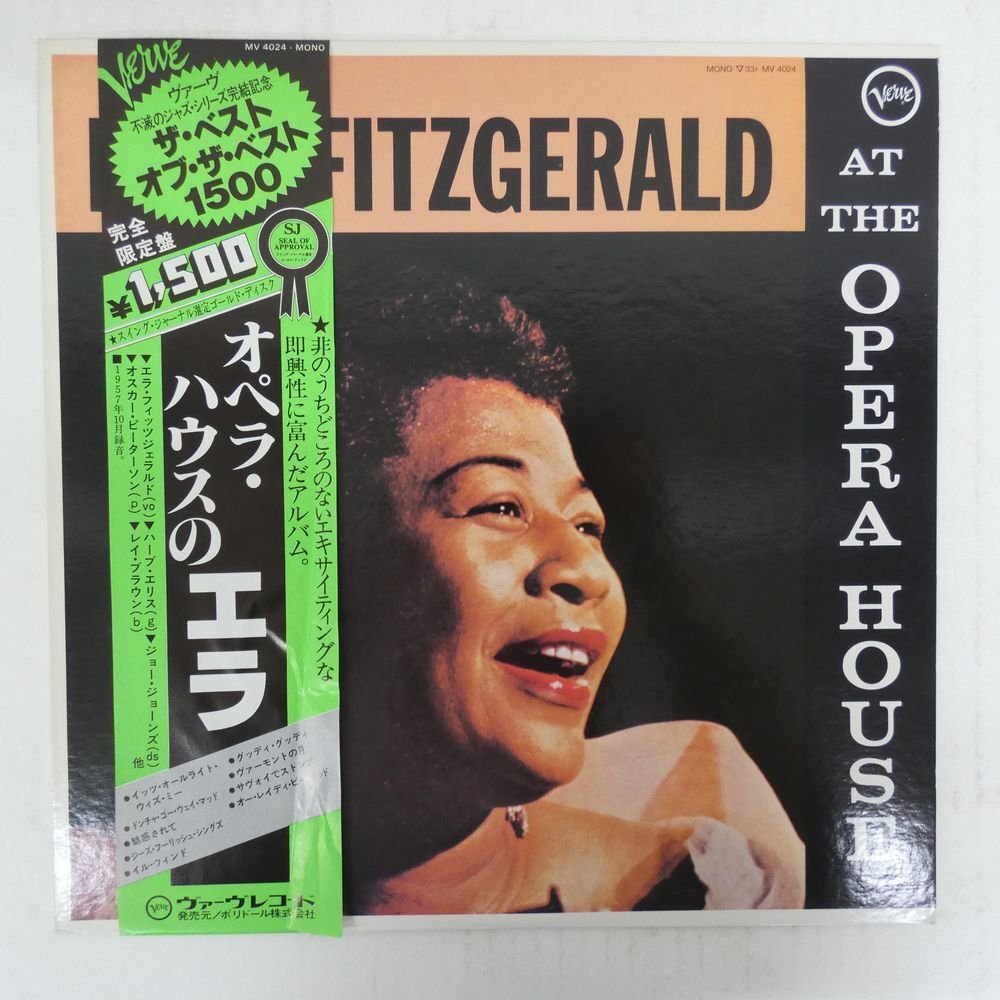 MV 4024・MONO
Verve
ヴァーヴ
不滅のジャズ・シリーズ完結記念
ザ・ベスト
オブ・ザ・ベスト
1500
完全
限定盤
¥1,500
SJ
SEAL OF
APPROVAL
★スイング・ジャーナル選定ゴールド・ディスク
★非のうちどころのないエキサイティングな
即興性に富んだアルバム。
オペラ・
ハウスの
エラ
▼エラ・フィッツジェラルド(vo)▼ハーブ・エリス(g)▼ジョー・ジョーンズ(ds)
▼オスカー・ピーターソン(p)▼レイ・ブラウン(b) 他
■1957年10月録音。
●イッツ・オールライト・
ウィズ・ミー
●ドンチャ・ゴー・ウェイ・マッド
●魅惑されて
●ジーズ・フーリッシュ・シングズ
●イル・ウィンド
●グッディ・グッディ
●ヴァーモントの月
●サヴォイでストンプ
●オー・レイディ・ビ
Verve ヴァーヴレコード
発売元/ポリドール株式会社
MONO 33⅓ MV 4024
FITZGERALD
Verve
AT
THE
OPERA
HOUSE